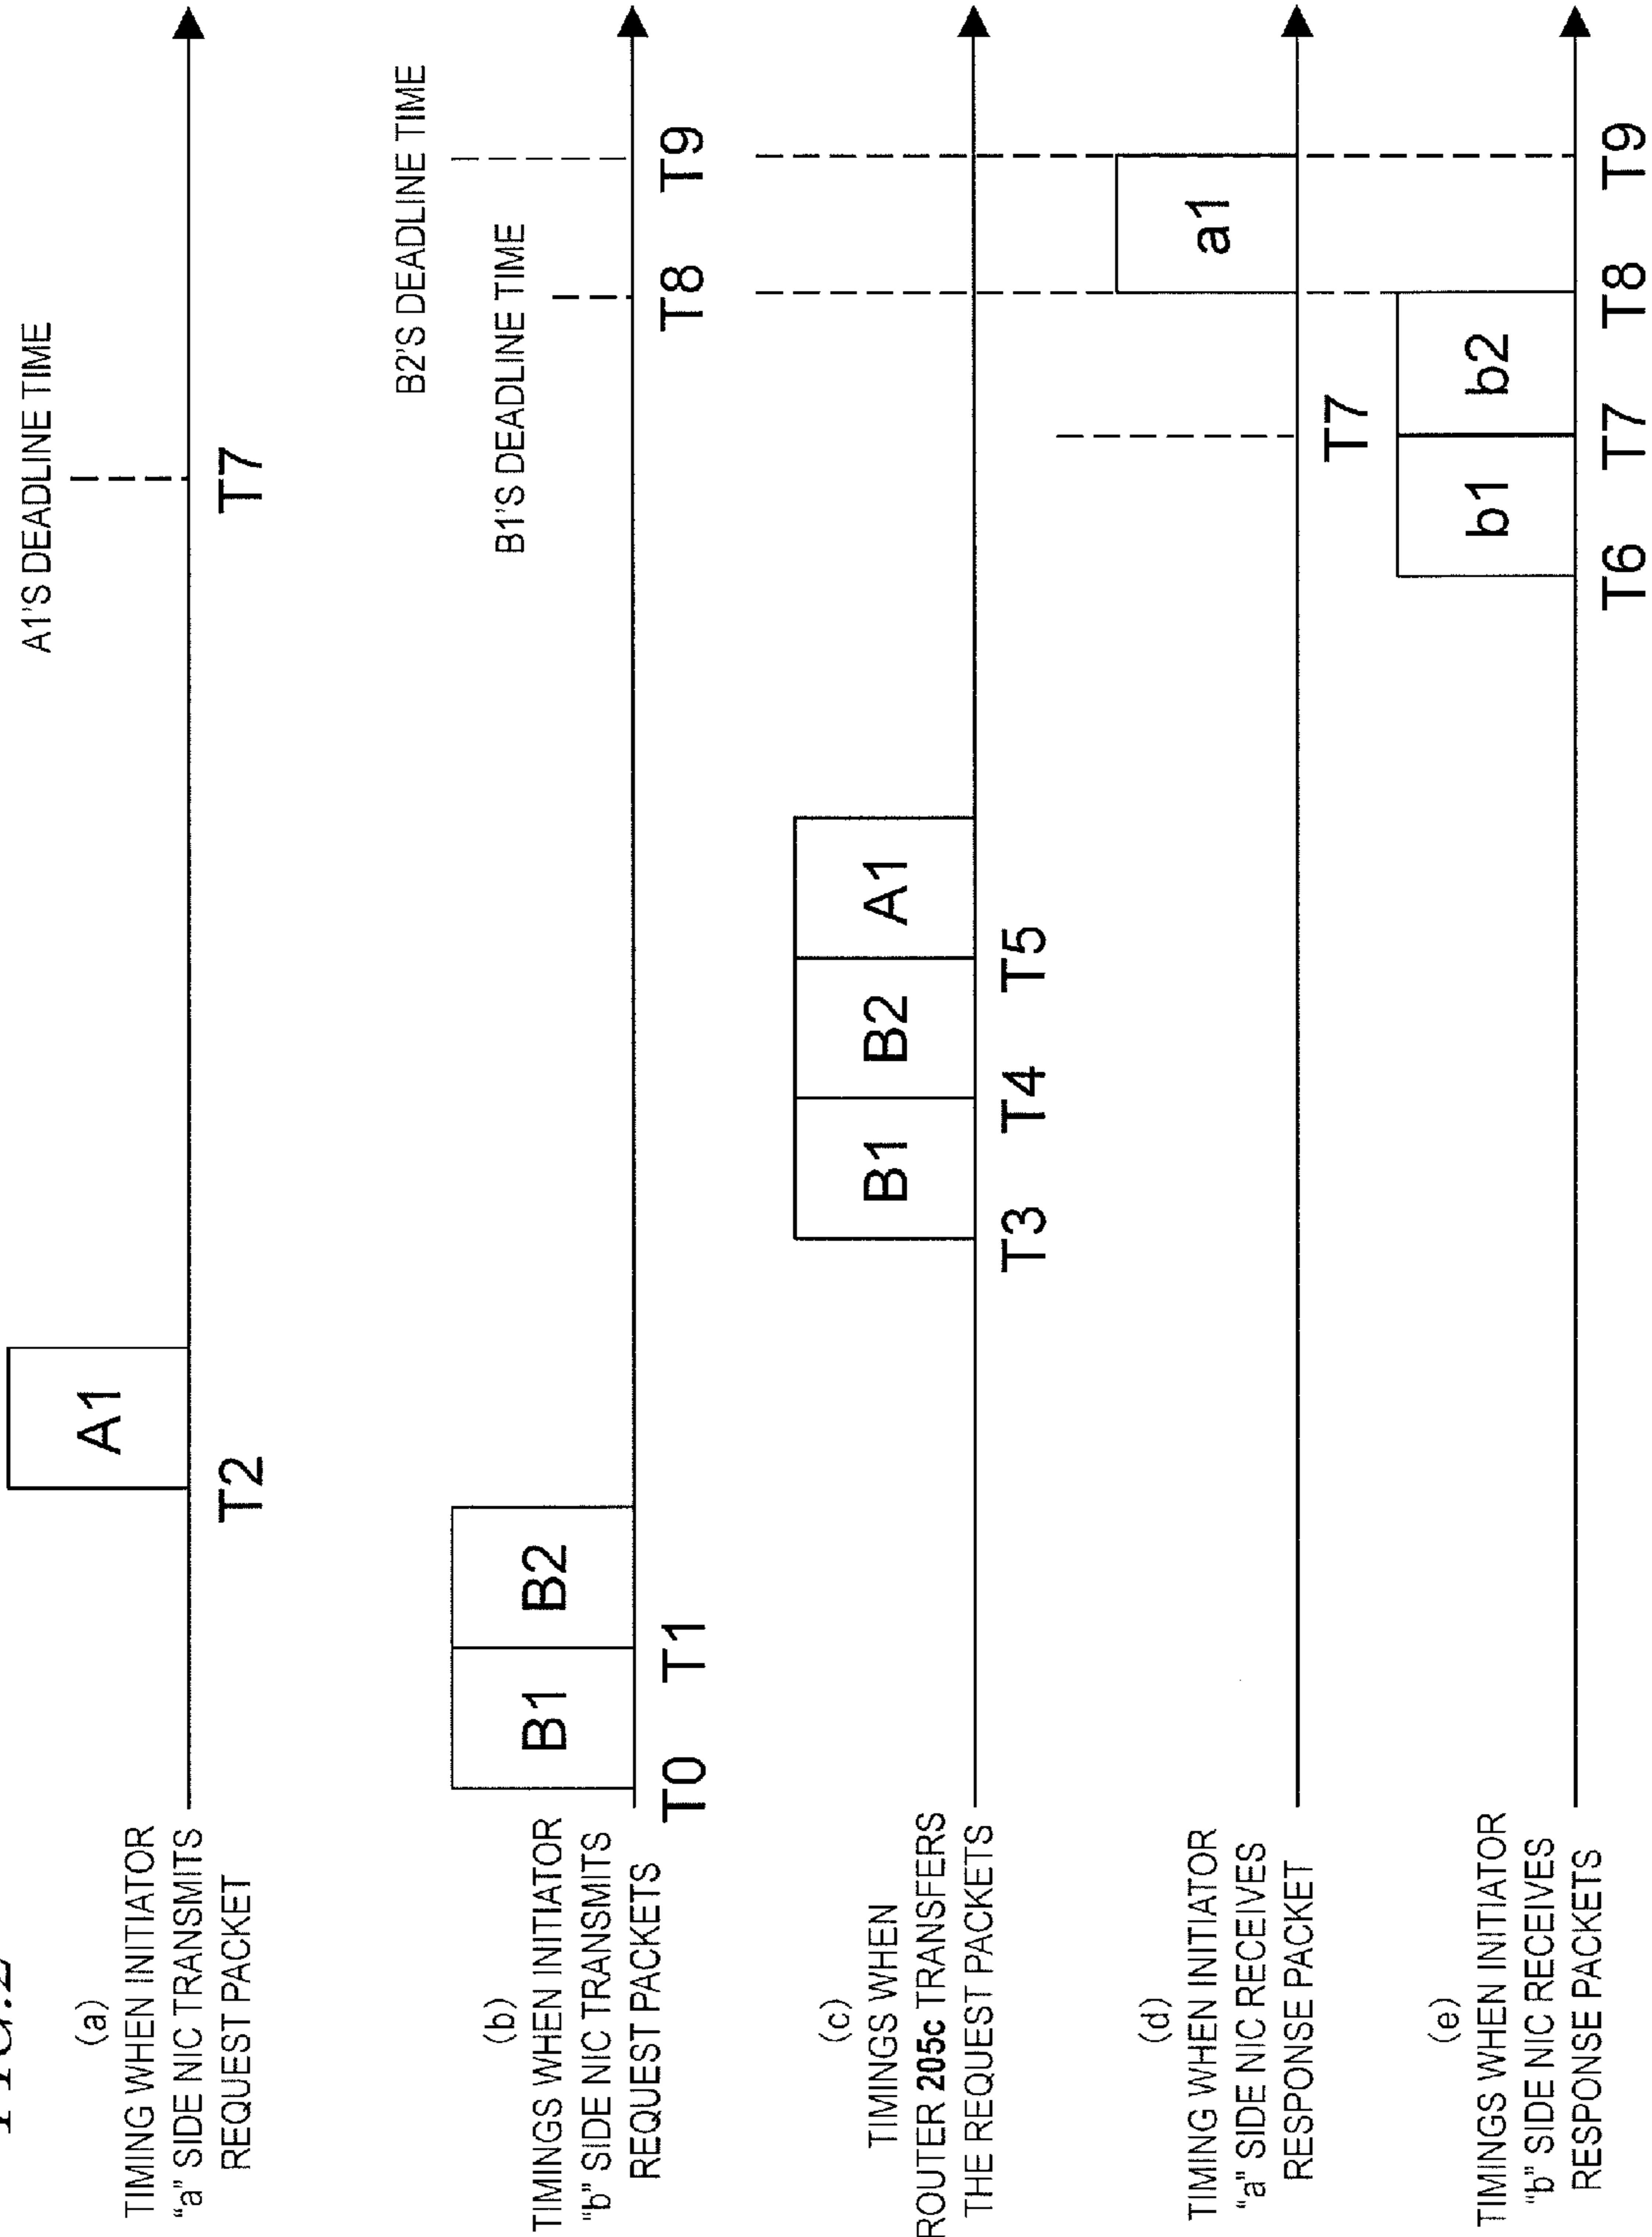 FIG.2
(a)
TIMING WHEN INITIATOR
"a" SIDE NIC TRANSMITS
REQUEST PACKET
A1
T2
A1'S DEADLINE TIME
T7
(b)
TIMINGS WHEN INITIATOR
"b" SIDE NIC TRANSMITS
REQUEST PACKETS
B1
B2
T0
T1
B2'S DEADLINE TIME
B1'S DEADLINE TIME
T8
T9
(c)
TIMINGS WHEN
ROUTER 205c TRANSFERS
THE REQUEST PACKETS
B1
B2
A1
T3
T4
T5
(d)
TIMING WHEN INITIATOR
"a" SIDE NIC RECEIVES
RESPONSE PACKET
a1
T7
(e)
TIMINGS WHEN INITIATOR
"b" SIDE NIC RECEIVES
RESPONSE PACKETS
b1
b2
T6
T7
T8
T9